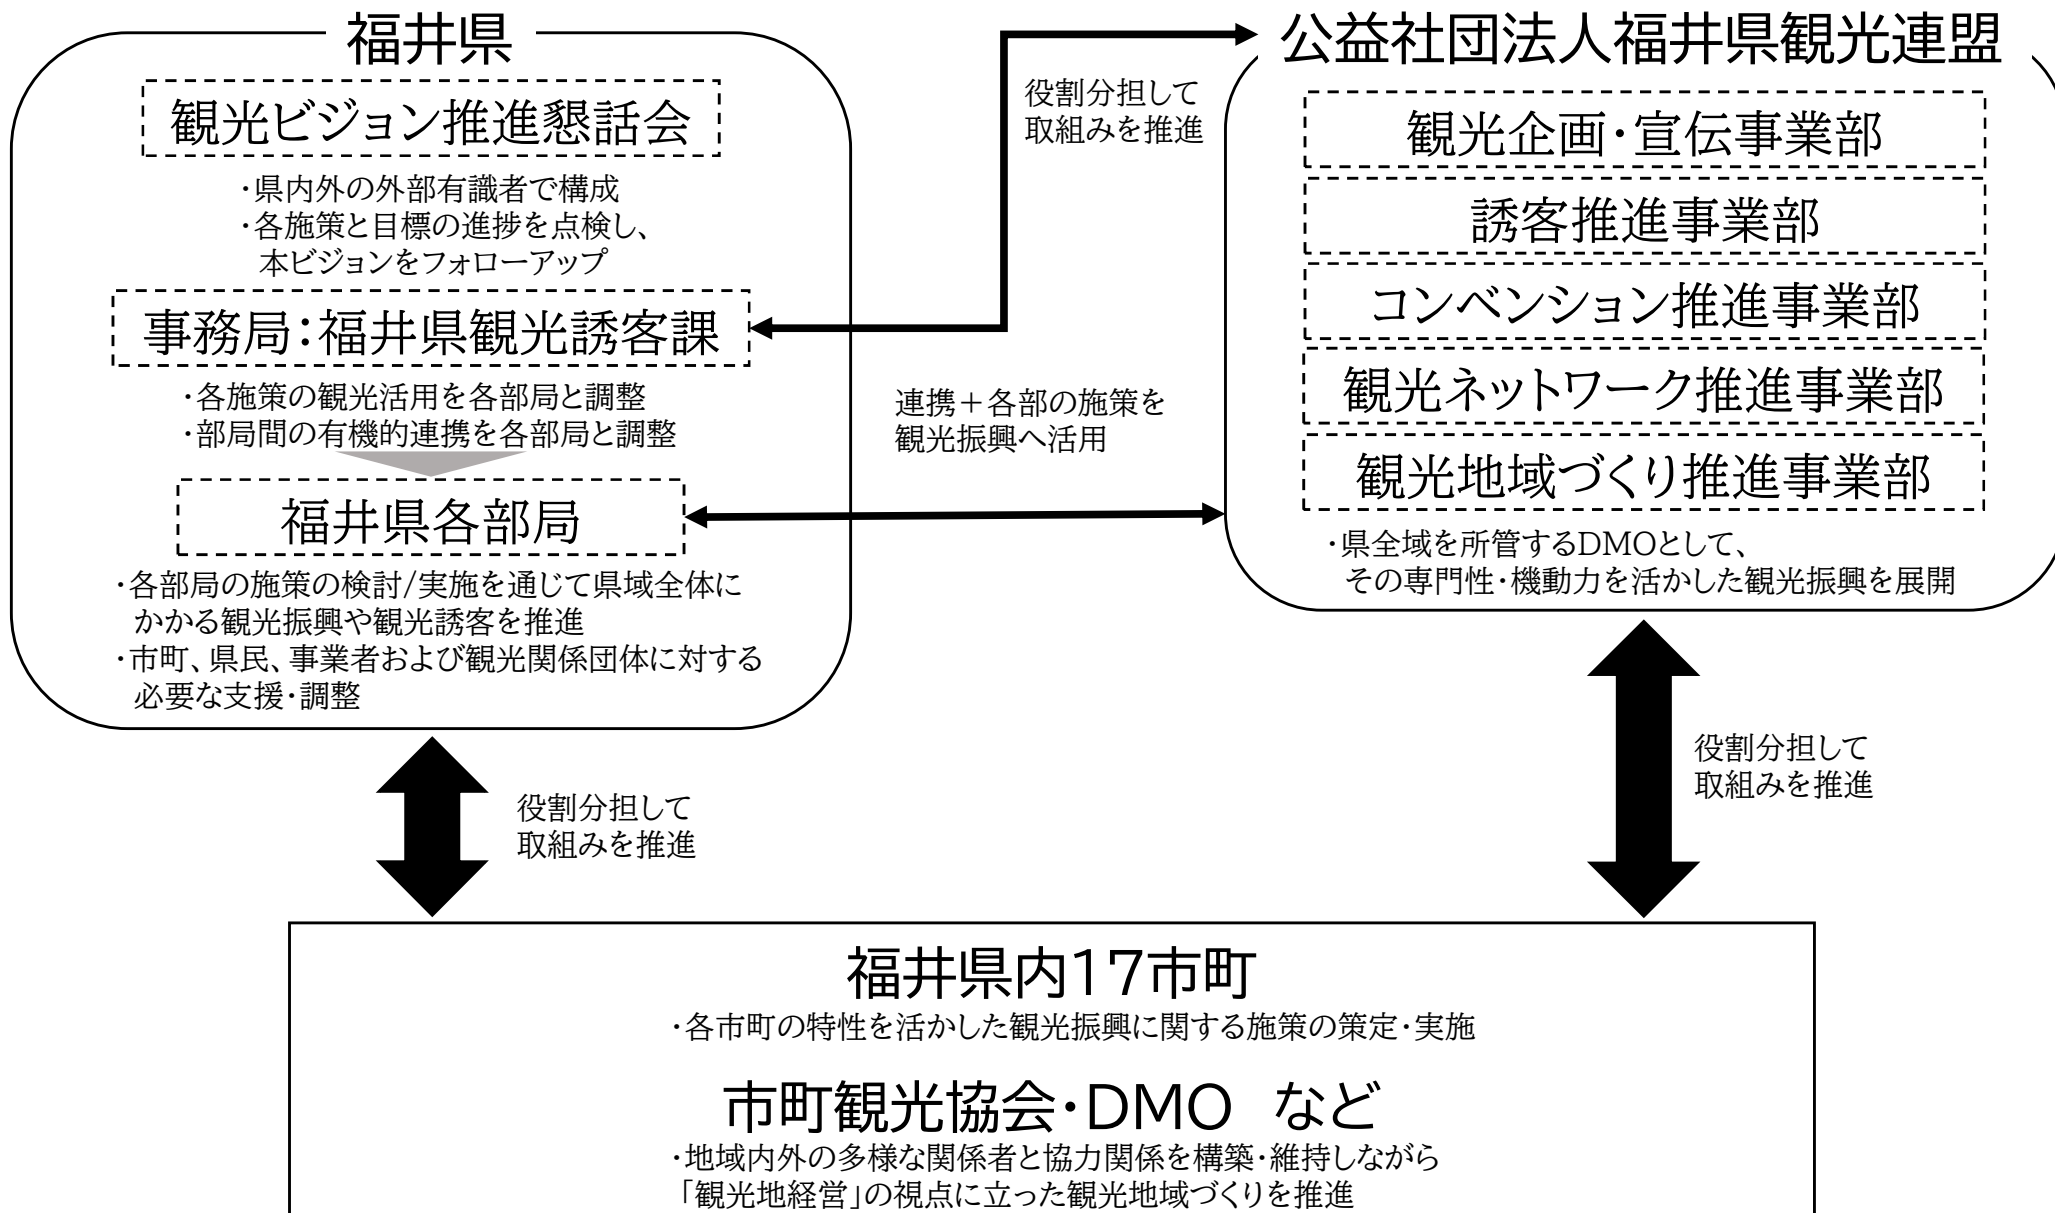 福井県
観光ビジョン推進懇話会
・県内外の外部有識者で構成
・各施策と目標の進捗を点検し、
本ビジョンをフォローアップ
事務局：福井県観光誘客課
・各施策の観光活用を各部局と調整
・部局間の有機的連携を各部局と調整
福井県各部局
・各部局の施策の検討/実施を通じて県域全体に
かかる観光振興や観光誘客を推進
・市町、県民、事業者および観光関係団体に対する
必要な支援・調整
役割分担して
取組みを推進
連携＋各部の施策を
観光振興へ活用
公益社団法人福井県観光連盟
観光企画・宣伝事業部
誘客推進事業部
コンベンション推進事業部
観光ネットワーク推進事業部
観光地域づくり推進事業部
・県全域を所管するDMOとして、
その専門性・機動力を活かした観光振興を展開
役割分担して
取組みを推進
役割分担して
取組みを推進
福井県内17市町
・各市町の特性を活かした観光振興に関する施策の策定・実施
市町観光協会・DMO　など
・地域内外の多様な関係者と協力関係を構築・維持しながら
「観光地経営」の視点に立った観光地域づくりを推進